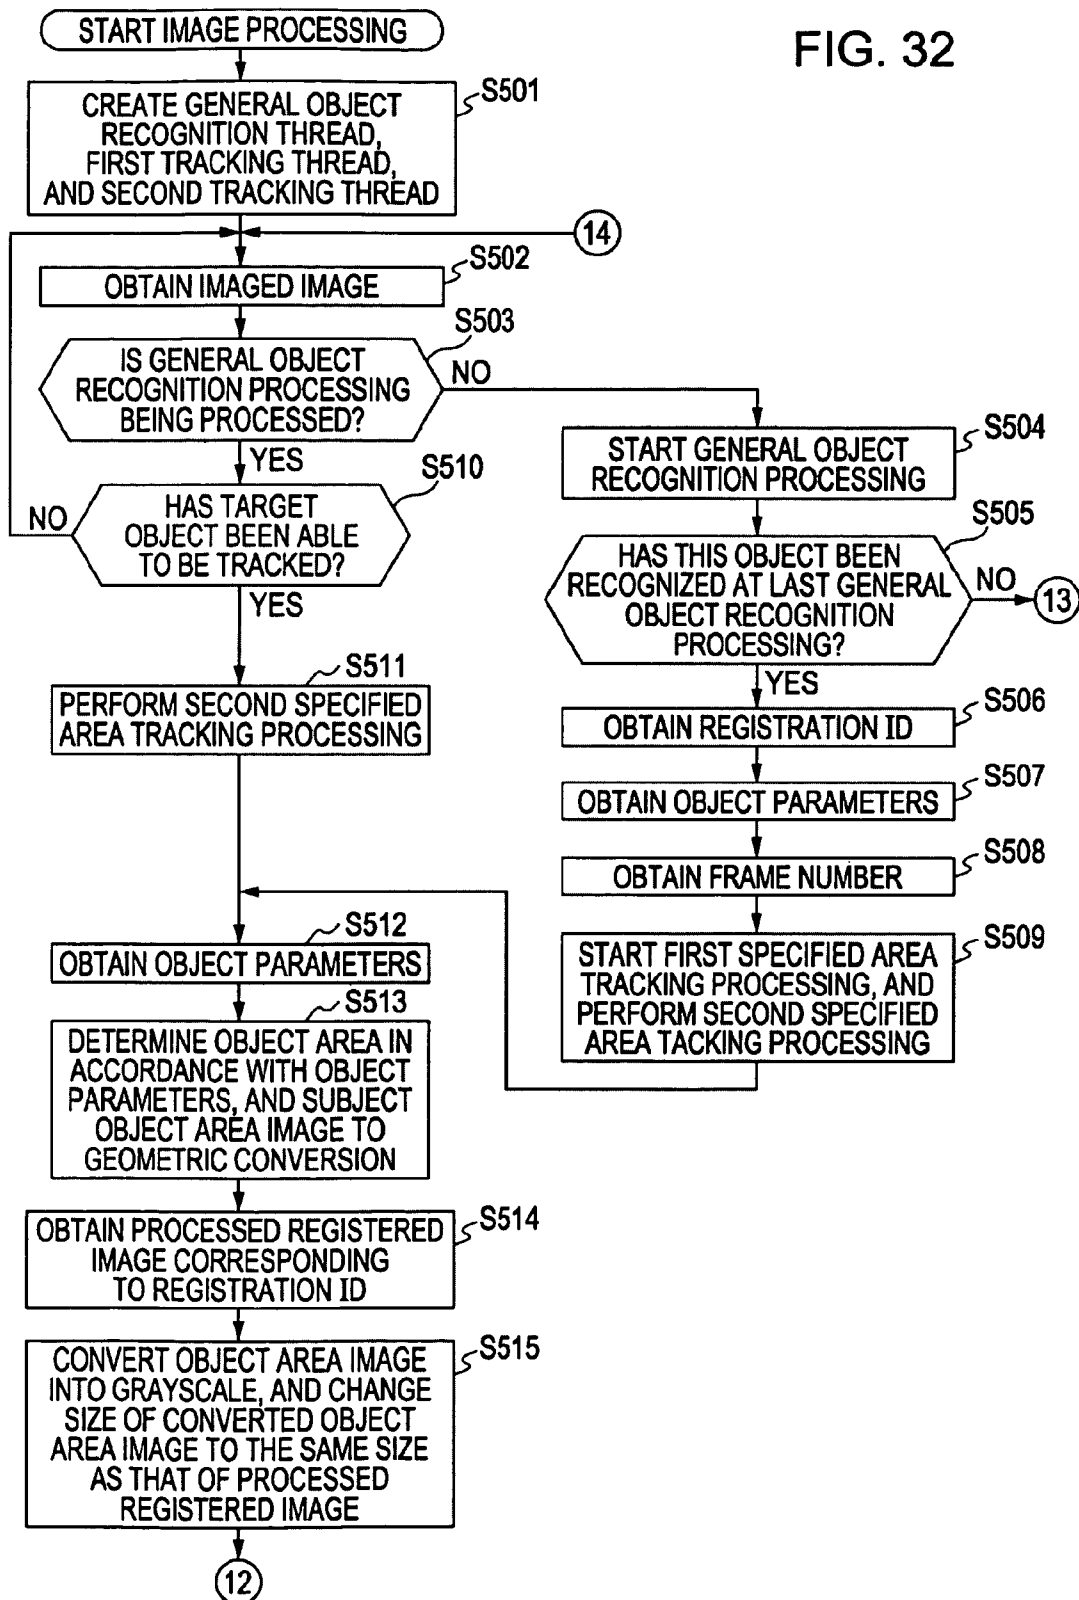 START IMAGE PROCESSING
FIG. 32
S501
CREATE GENERAL OBJECT
RECOGNITION THREAD,
FIRST TRACKING THREAD,
AND SECOND TRACKING THREAD
14
S502
OBTAIN IMAGED IMAGE
S503
IS GENERAL OBJECT
RECOGNITION PROCESSING
BEING PROCESSED?
NO
YES
S504
START GENERAL OBJECT
RECOGNITION PROCESSING
S510
HAS TARGET
OBJECT BEEN ABLE
TO BE TRACKED?
NO
YES
S505
HAS THIS OBJECT BEEN
RECOGNIZED AT LAST GENERAL
OBJECT RECOGNITION
PROCESSING?
NO
13
YES
S511
PERFORM SECOND SPECIFIED
AREA TRACKING PROCESSING
S506
OBTAIN REGISTRATION ID
S507
OBTAIN OBJECT PARAMETERS
S508
OBTAIN FRAME NUMBER
S509
START FIRST SPECIFIED AREA
TRACKING PROCESSING, AND
PERFORM SECOND SPECIFIED
AREA TACKING PROCESSING
S512
OBTAIN OBJECT PARAMETERS
S513
DETERMINE OBJECT AREA IN
ACCORDANCE WITH OBJECT
PARAMETERS, AND SUBJECT
OBJECT AREA IMAGE TO
GEOMETRIC CONVERSION
S514
OBTAIN PROCESSED REGISTERED
IMAGE CORRESPONDING
TO REGISTRATION ID
S515
CONVERT OBJECT AREA IMAGE
INTO GRAYSCALE, AND CHANGE
SIZE OF CONVERTED OBJECT
AREA IMAGE TO THE SAME SIZE
AS THAT OF PROCESSED
REGISTERED IMAGE
12